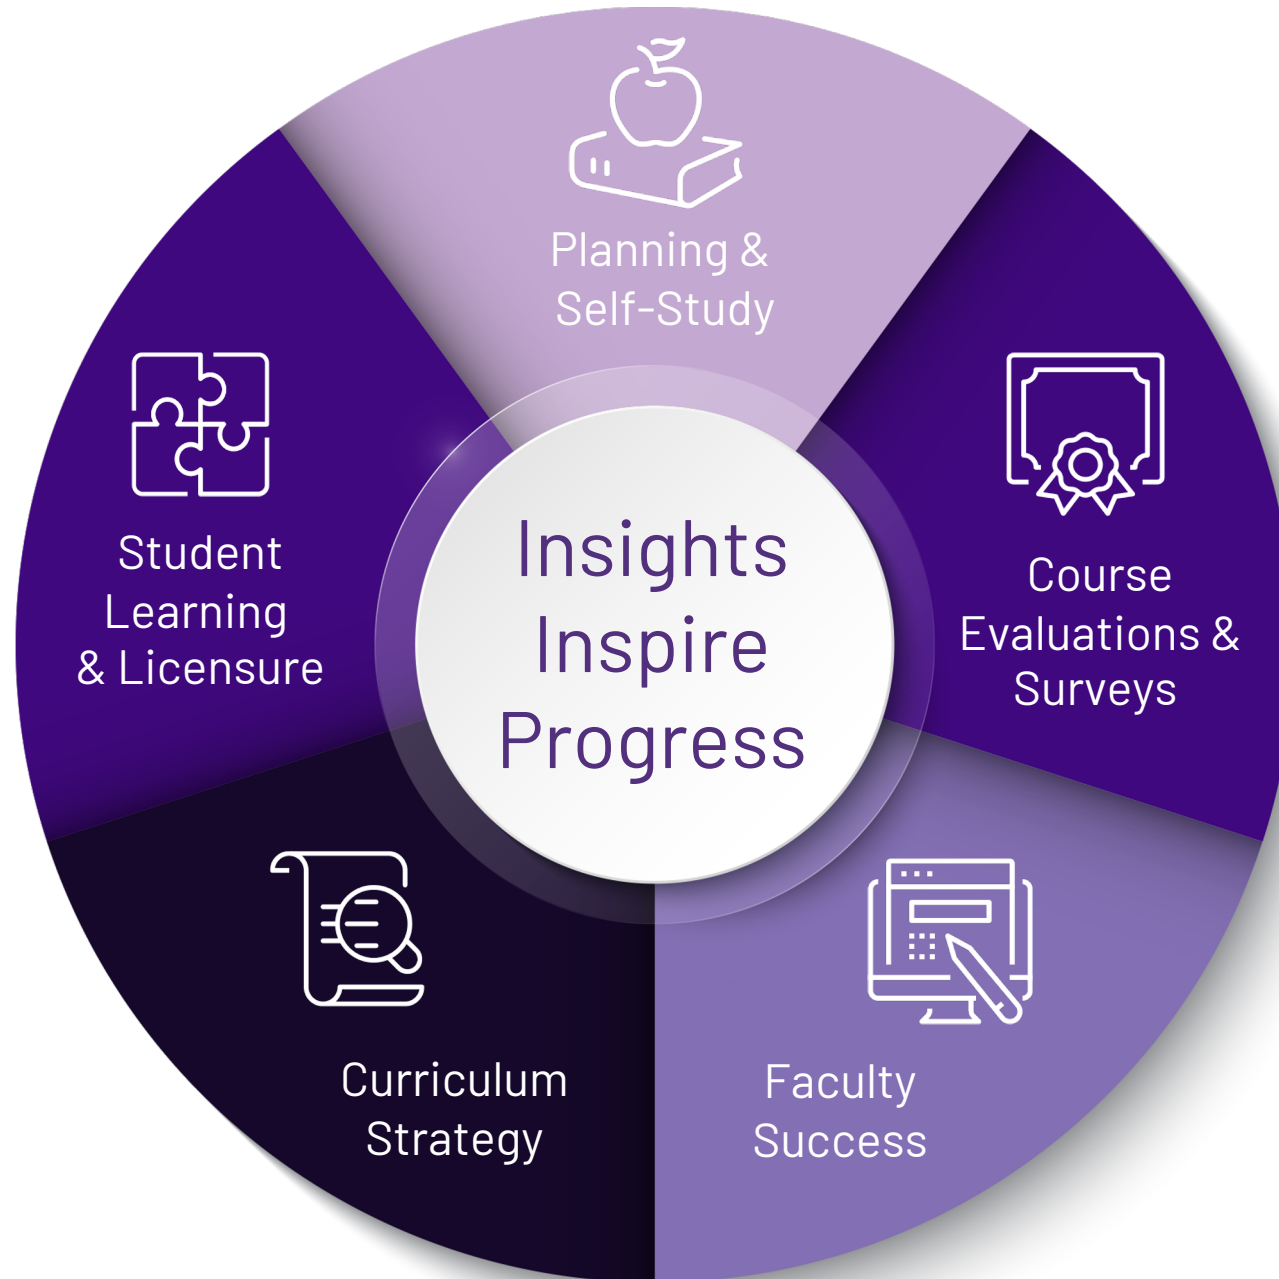 Planning &
Self-Study
Course
Evaluations &
Surveys
Faculty
Success
Curriculum
Strategy
Student
Learning
& Licensure
Insights
Inspire
Progress